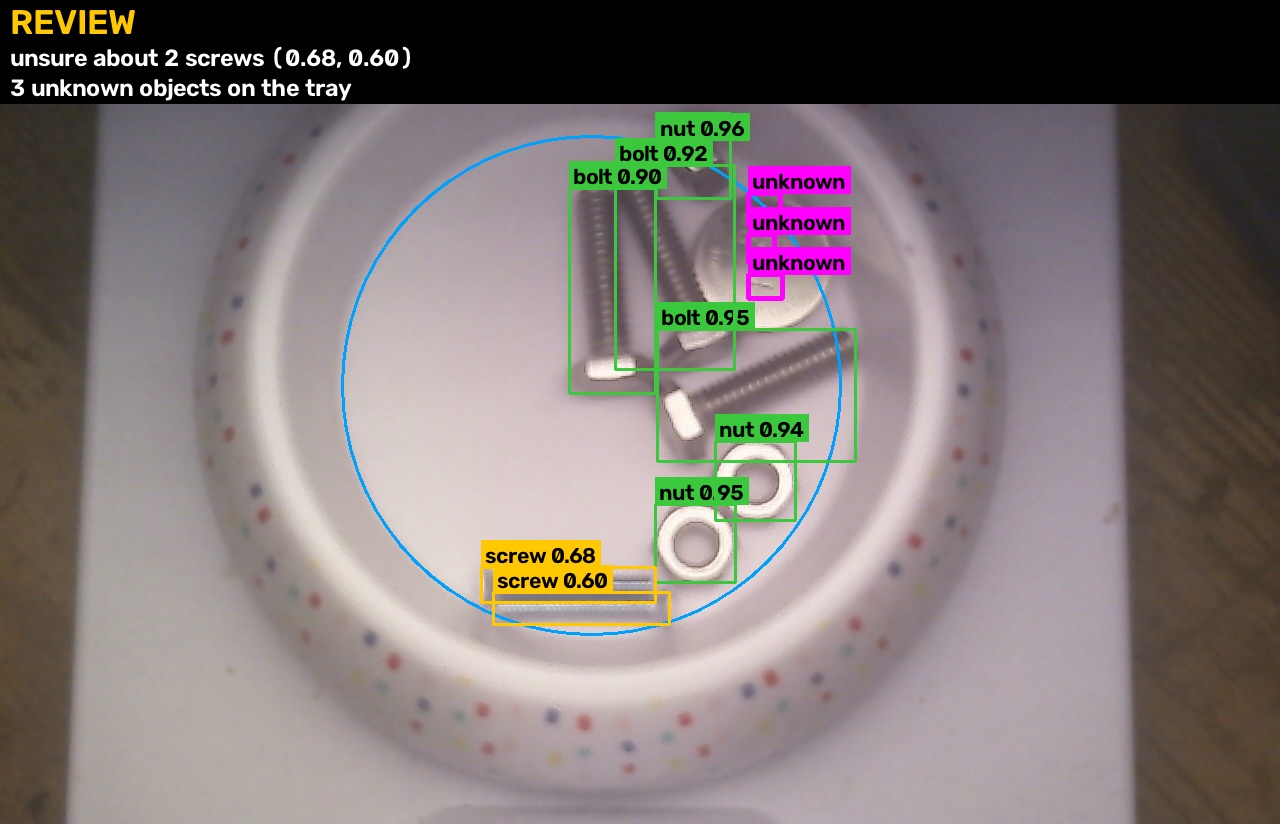 REVIEW
unsure about 2 screws (0.68, 0.60)
3 unknown objects on the tray
nut 0.96
bolt 0.92
bolt 0.90
unknown
unknown
unknown
bolt 0.95
nut 0.94
nut 0.95
screw 0.68
screw 0.60